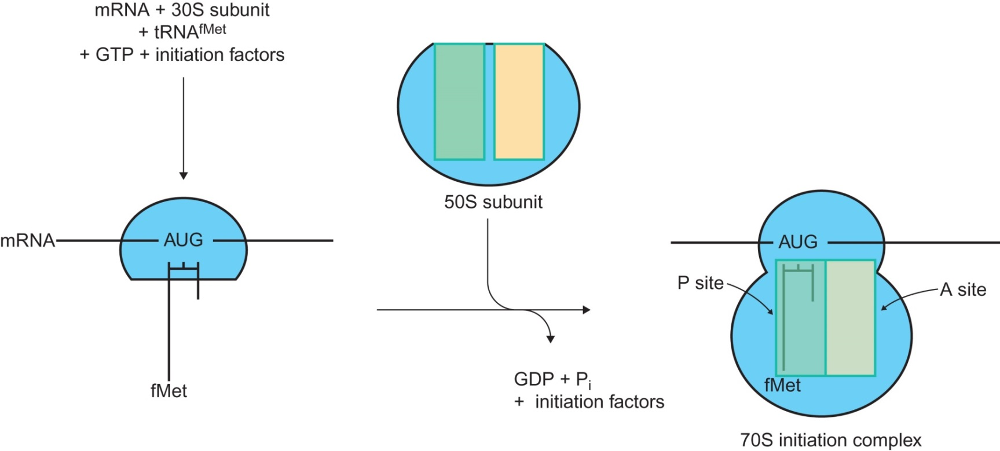 mRNA + 30S subunit
+ tRNAfMet
+ GTP + initiation factors
50S subunit
mRNA
AUG
fMet
GDP + Pi
+ initiation factors
AUG
P site
A site
fMet
70S initiation complex